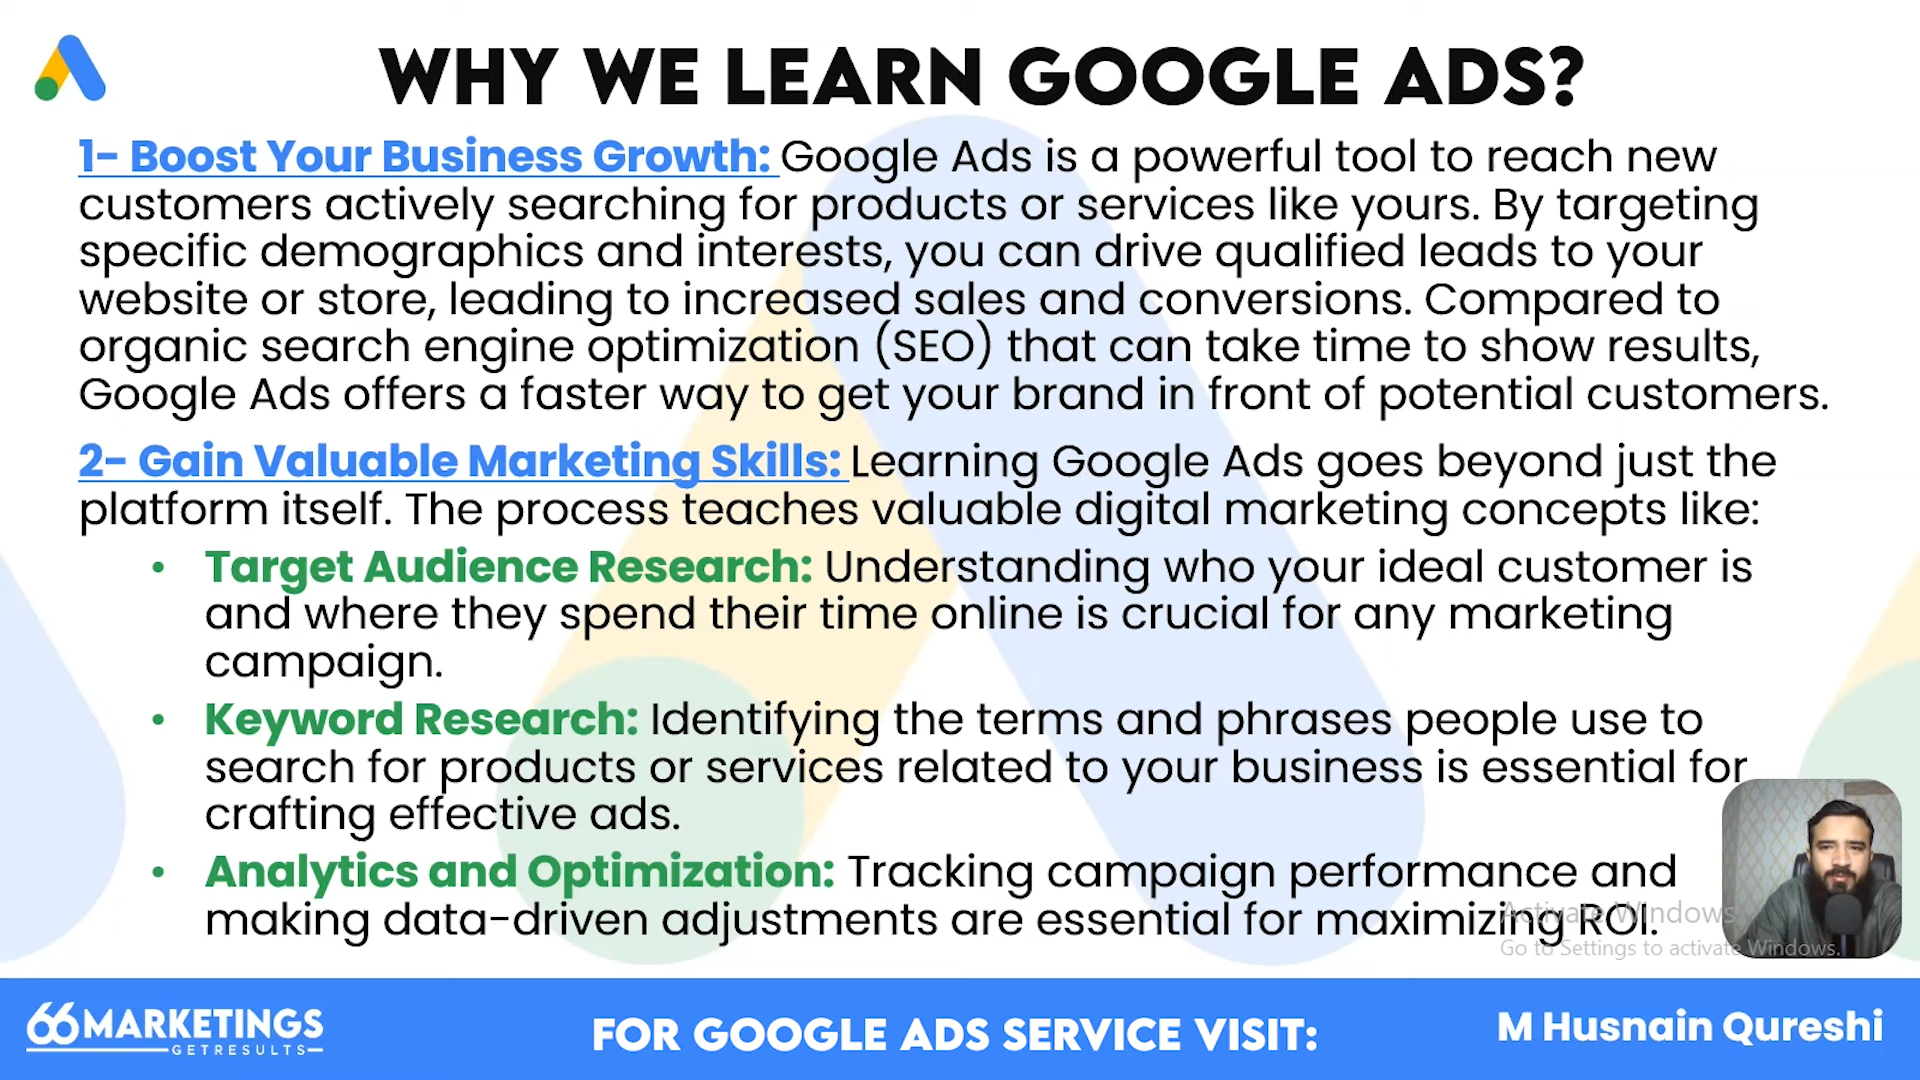 WHY WE LEARN GOOGLE ADS?
1- Boost Your Business Growth: Google Ads is a powerful tool to reach new
customers actively searching for products or services like yours. By targeting
specific demographics and interests, you can drive qualified leads to your
website or store, leading to increased sales and conversions. Compared to
organic search engine optimization (SEO) that can take time to show results,
Google Ads offers a faster way to get your brand in front of potential customers.
2- Gain Valuable Marketing Skills: Learning Google Ads goes beyond just the
platform itself. The process teaches valuable digital marketing concepts like:
• Target Audience Research: Understanding who your ideal customer is
and where they spend their time online is crucial for any marketing
campaign.
• Keyword Research: Identifying the terms and phrases people use to
search for products or services related to your business is essential for
crafting effective ads.
• Analytics and Optimization: Tracking campaign performance and
making data-driven adjustments are essential for maximizing ROI.
Activate Windows
Go to Settings to activate Windows.
66 MARKETINGS
GETRESULTS
FOR GOOGLE ADS SERVICE VISIT:
M Husnain Qureshi